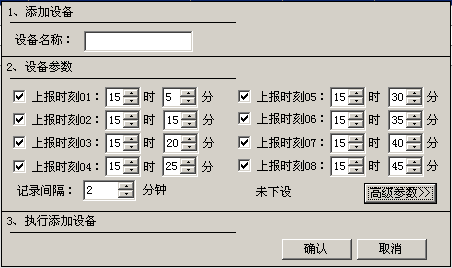 1、添加设备
设备名称：
2、设备参数
上报时刻01：15 时 5 分 上报时刻05：15 时 30 分
上报时刻02：15 时 15 分 上报时刻06：15 时 35 分
上报时刻03：15 时 20 分 上报时刻07：15 时 40 分
上报时刻04：15 时 25 分 上报时刻08：15 时 45 分
记录间隔：2 分钟 未下设 高级参数>>
3、执行添加设备
确认 取消